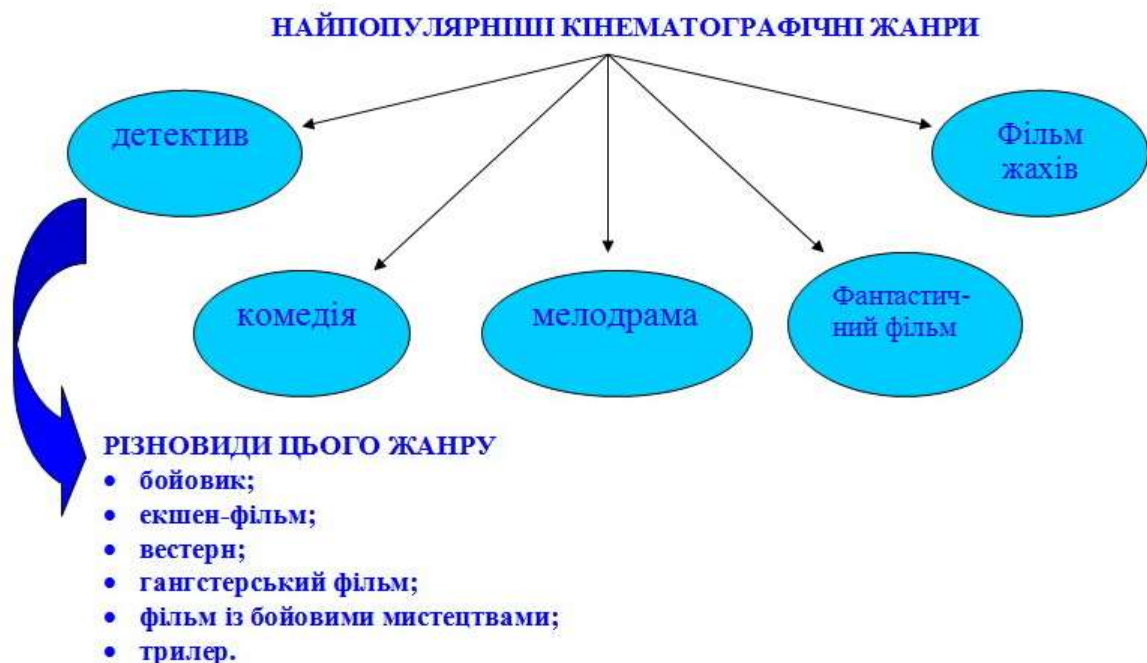 НАЙПОПУЛЯРНІШІ КІНЕМАТОГРАФІЧНІ ЖАНРИ
детектив
Фільм
жахів
комедія
мелодрама
Фантастич-
ний фільм
РІЗНОВИДИ ЦЬОГО ЖАНРУ
• бойовик;
• екшен-фільм;
• вестерн;
• гангстерський фільм;
• фільм із бойовими мистецтвами;
• трилер.